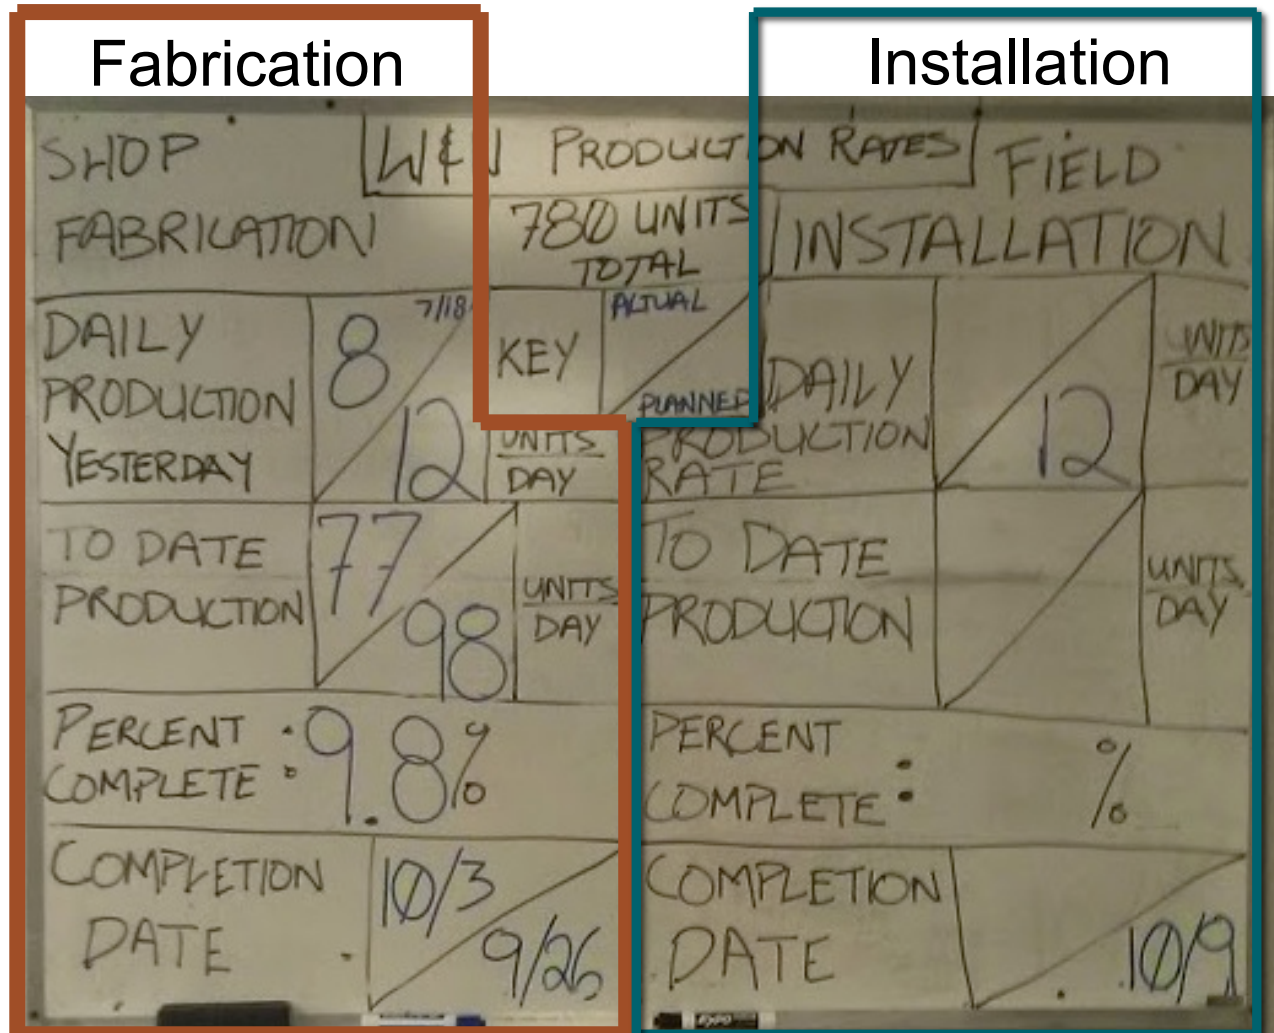 Fabrication
Installation
SHOP
FABRICATION
W&W PRODUCTION RATES
780 UNITS
TOTAL
FIELD
INSTALLATION
DAILY
PRODUCTION
YESTERDAY
8
7/18
12
UNITS
DAY
KEY
ACTUAL
PLANNED
DAILY
PRODUCTION
RATE
12
UNITS
DAY
TO DATE
PRODUCTION
77
98
UNITS
DAY
TO DATE
PRODUCTION
UNITS
DAY
PERCENT
COMPLETE : 9.8%
PERCENT
COMPLETE : %
COMPLETION
DATE
10/3
9/26
COMPLETION
DATE
10/9
EXPO